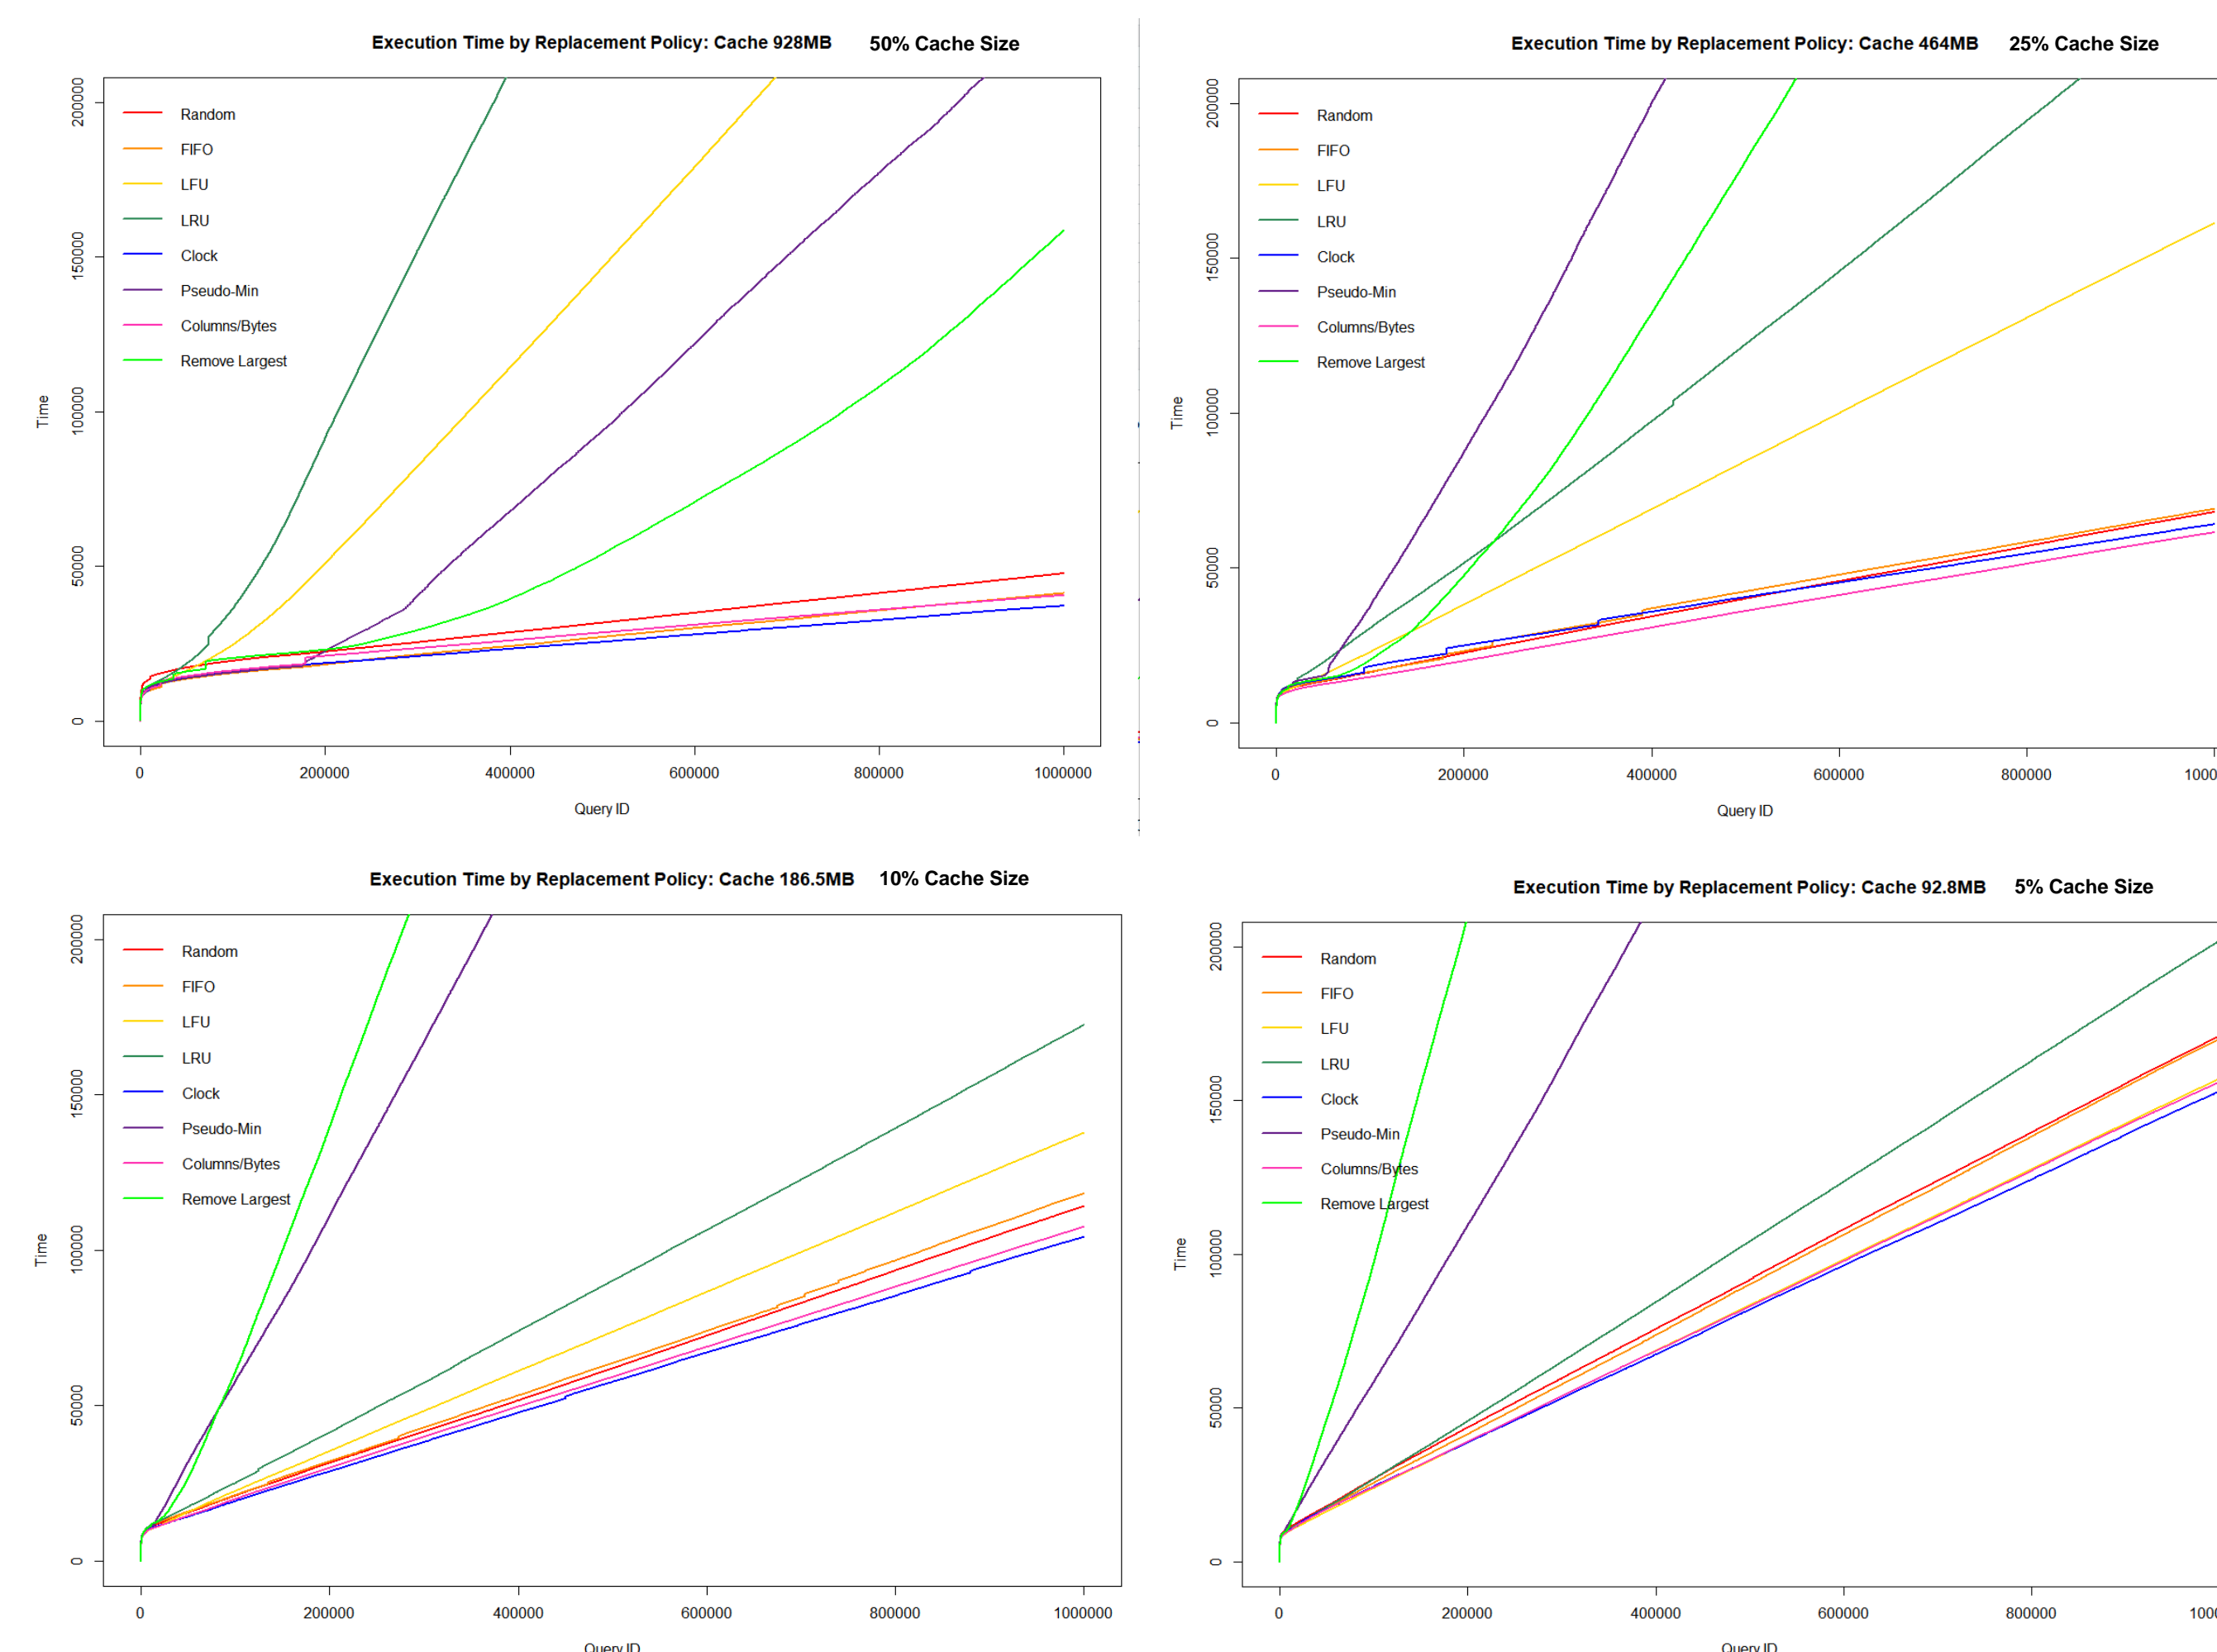 Execution Time by Replacement Policy: Cache 928MB 50% Cache Size
Random
FIFO
LFU
LRU
Clock
Pseudo-Min
Columns/Bytes
Remove Largest
Time
200000
150000
100000
50000
0
0 200000 400000 600000 800000 1000000
Query ID
Execution Time by Replacement Policy: Cache 464MB 25% Cache Size
Random
FIFO
LFU
LRU
Clock
Pseudo-Min
Columns/Bytes
Remove Largest
Time
200000
150000
100000
50000
0
0 200000 400000 600000 800000
Query ID
Execution Time by Replacement Policy: Cache 186.5MB 10% Cache Size
Random
FIFO
LFU
LRU
Clock
Pseudo-Min
Columns/Bytes
Remove Largest
Time
200000
150000
100000
50000
0
0 200000 400000 600000 800000 1000000
Query ID
Execution Time by Replacement Policy: Cache 92.8MB 5% Cache Size
Random
FIFO
LFU
LRU
Clock
Pseudo-Min
Columns/Bytes
Remove Largest
Time
200000
150000
100000
50000
0
0 200000 400000 600000 800000
Query ID